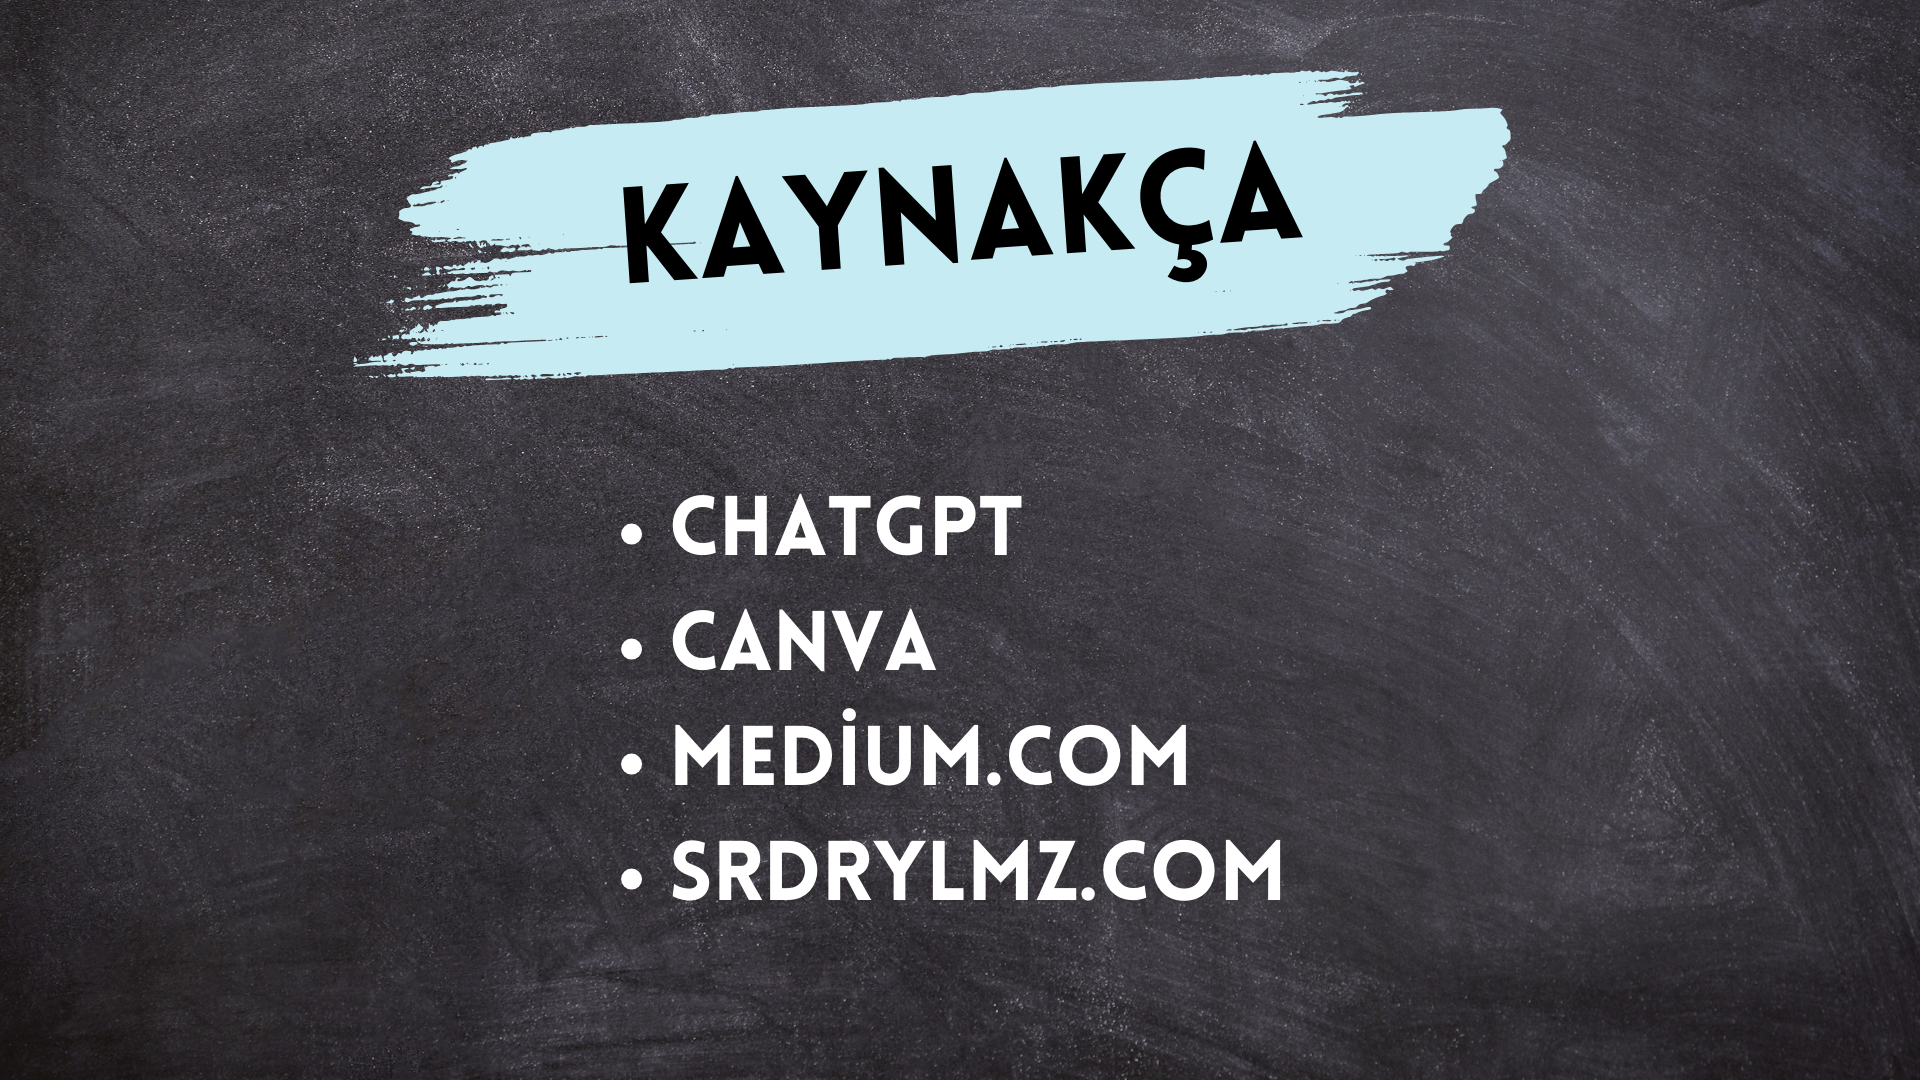 KAYNAKÇA
• CHATGPT
• CANVA
• MEDİUM.COM
• SRDRYLMZ.COM